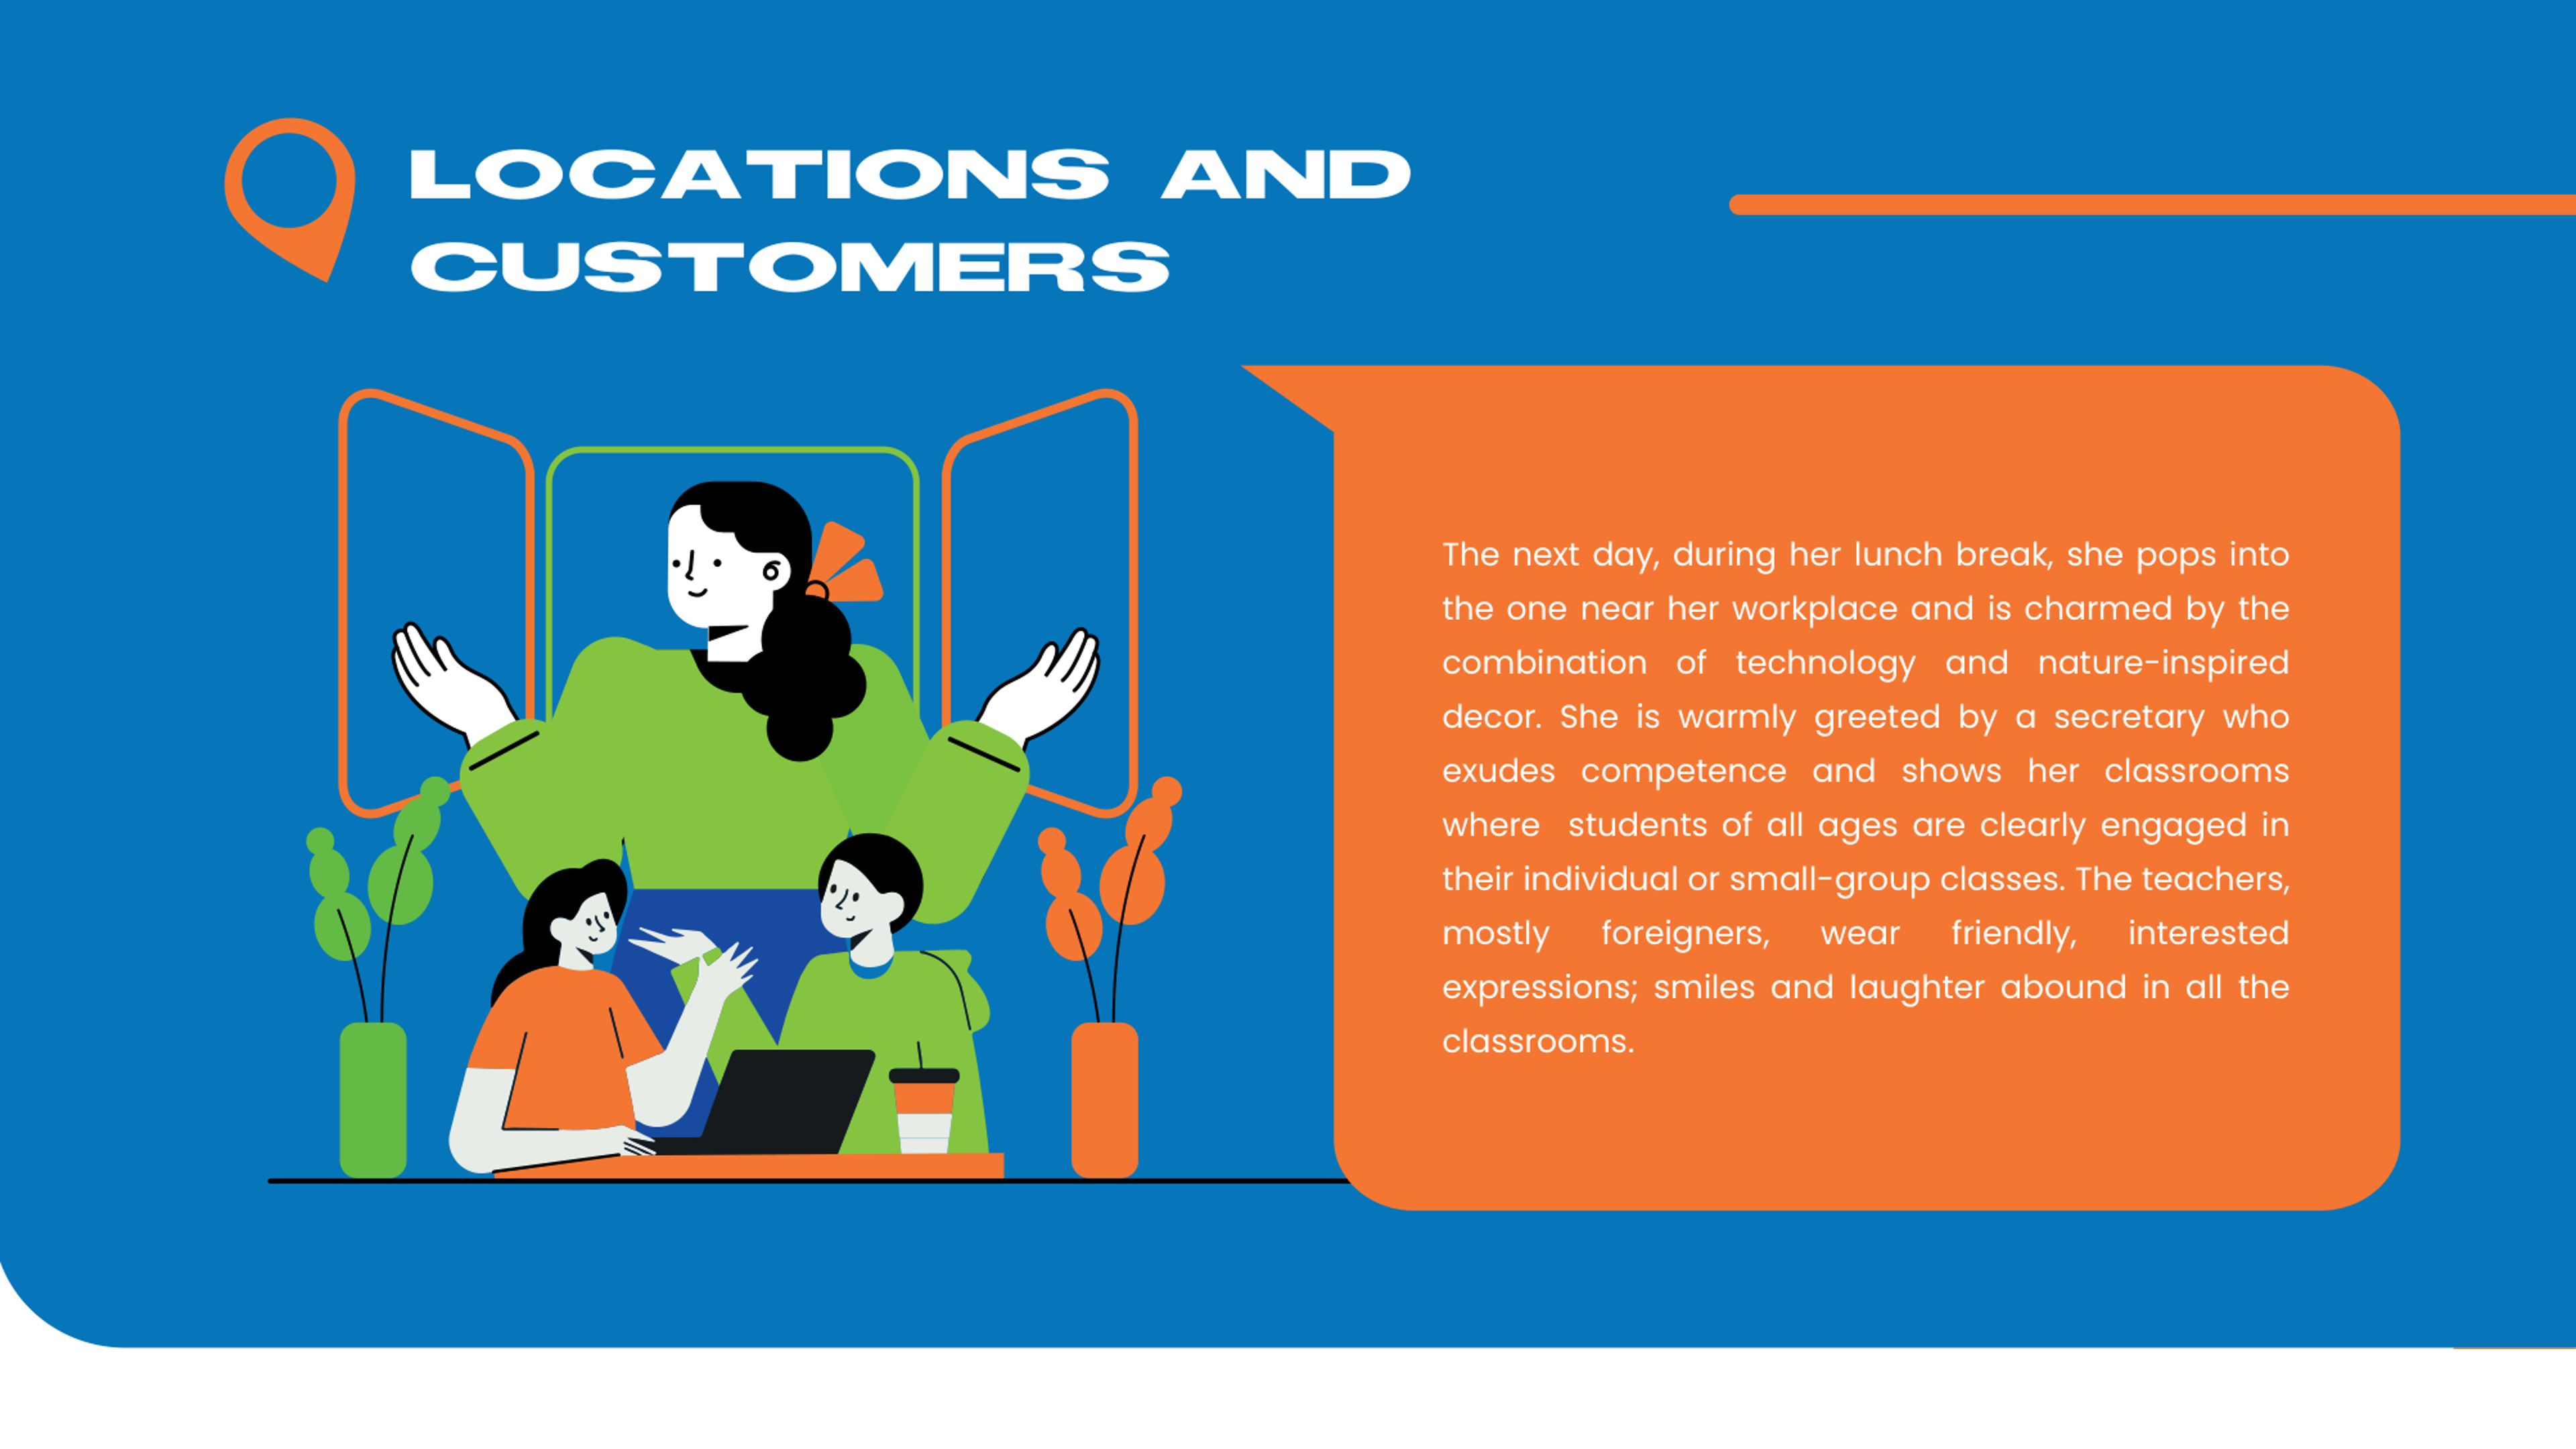 LOCATIONS AND
CUSTOMERS
The next day, during her lunch break, she pops into
the one near her workplace and is charmed by the
combination of technology and nature-inspired
decor. She is warmly greeted by a secretary who
exudes competence and shows her classrooms
where students of all ages are clearly engaged in
their individual or small-group classes. The teachers,
mostly foreigners, wear friendly, interested
expressions; smiles and laughter abound in all the
classrooms.